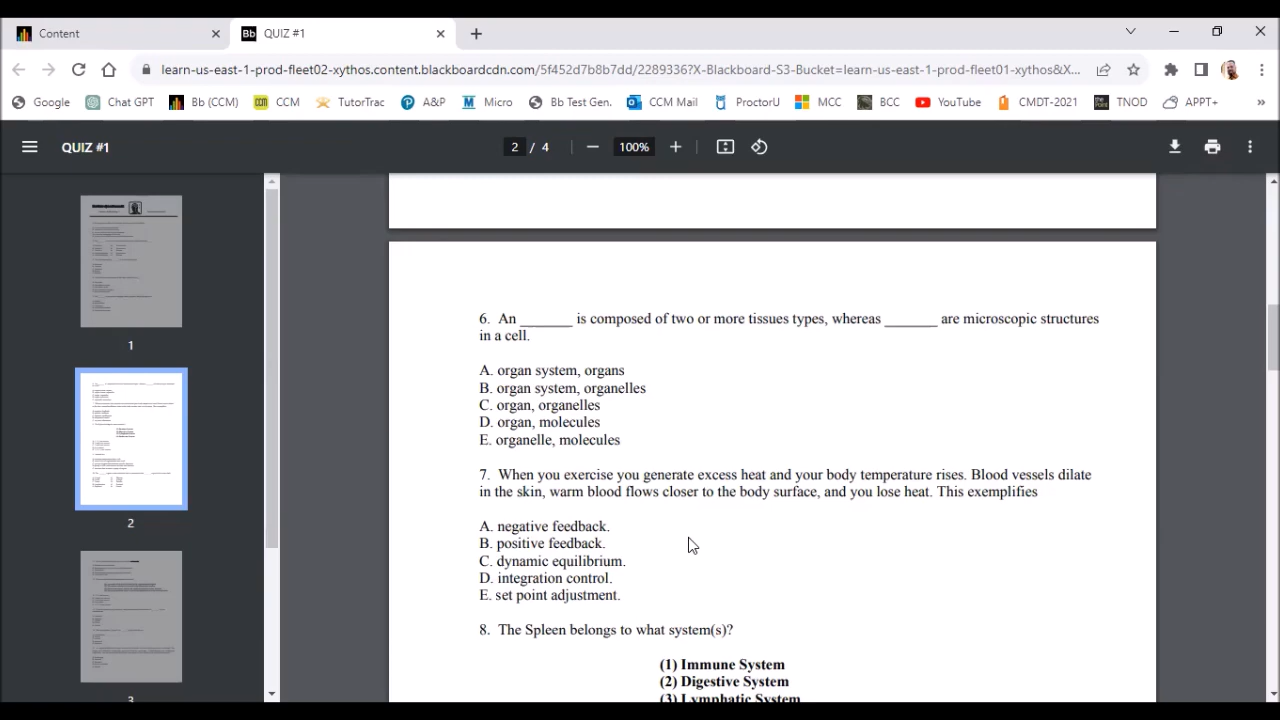 Content
Bb QUIZ #1
learn-us-east-1-prod-fleet02-xythos.content.blackboardcdn.com/5f452d7b8b7dd/2289336?X-Blackboard-S3-Bucket=learn-us-east-1-prod-fleet01-xythos&X...
Google Chat GPT Bb (CCM) CCM TutorTrac A&P Micro Bb Test Gen. CCM Mail ProctorU MCC BCC YouTube CMDT-2021 TNOD APPT+ »
QUIZ #1 2 / 4 100%
1
2
3
6. An _______ is composed of two or more tissues types, whereas _______ are microscopic structures
in a cell.
A. organ system, organs
B. organ system, organelles
C. organ, organelles
D. organ, molecules
E. organelle, molecules
7. When you exercise you generate excess heat and your body temperature rises. Blood vessels dilate
in the skin, warm blood flows closer to the body surface, and you lose heat. This exemplifies
A. negative feedback.
B. positive feedback.
C. dynamic equilibrium.
D. integration control.
E. set point adjustment.
8. The Spleen belongs to what system(s)?
(1) Immune System
(2) Digestive System
(3) Lymphatic System